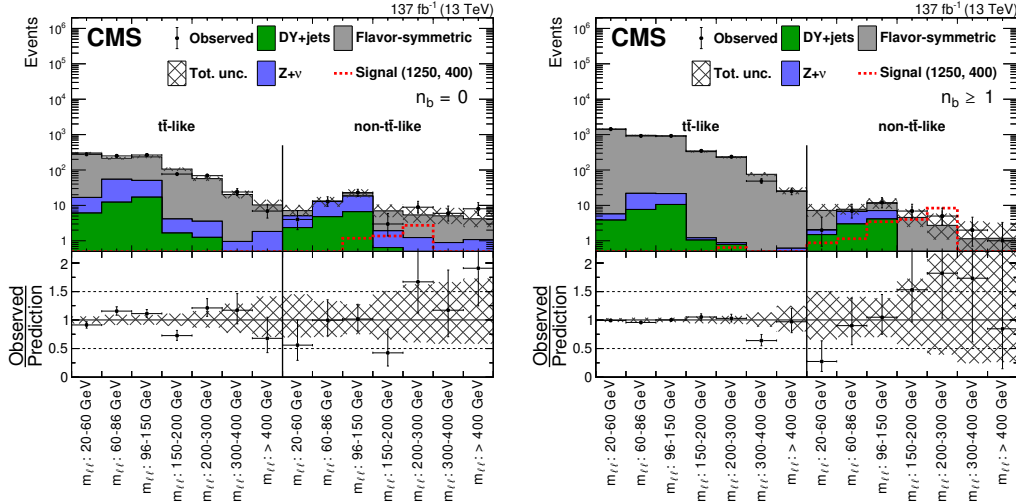 137 fb⁻¹ (13 TeV)
Events
10⁶
10⁵
10⁴
10³
10²
10
1
CMS
Observed
DY+jets
Flavor-symmetric
Tot. unc.
Z+ν
Signal (1250, 400)
n_b = 0
tt̄-like
non-tt̄-like
Observed
Prediction
2
1.5
1
0.5
0
m_ℓℓ: 20-60 GeV
m_ℓℓ: 60-86 GeV
m_ℓℓ: 96-150 GeV
m_ℓℓ: 150-200 GeV
m_ℓℓ: 200-300 GeV
m_ℓℓ: 300-400 GeV
m_ℓℓ: > 400 GeV
m_ℓℓ: 20-60 GeV
m_ℓℓ: 60-86 GeV
m_ℓℓ: 96-150 GeV
m_ℓℓ: 150-200 GeV
m_ℓℓ: 200-300 GeV
m_ℓℓ: 300-400 GeV
m_ℓℓ: > 400 GeV
137 fb⁻¹ (13 TeV)
Events
10⁶
10⁵
10⁴
10³
10²
10
1
CMS
Observed
DY+jets
Flavor-symmetric
Tot. unc.
Z+ν
Signal (1250, 400)
n_b ≥ 1
tt̄-like
non-tt̄-like
Observed
Prediction
2
1.5
1
0.5
0
m_ℓℓ: 20-60 GeV
m_ℓℓ: 60-86 GeV
m_ℓℓ: 96-150 GeV
m_ℓℓ: 150-200 GeV
m_ℓℓ: 200-300 GeV
m_ℓℓ: 300-400 GeV
m_ℓℓ: > 400 GeV
m_ℓℓ: 20-60 GeV
m_ℓℓ: 60-86 GeV
m_ℓℓ: 96-150 GeV
m_ℓℓ: 150-200 GeV
m_ℓℓ: 200-300 GeV
m_ℓℓ: 300-400 GeV
m_ℓℓ: > 400 GeV